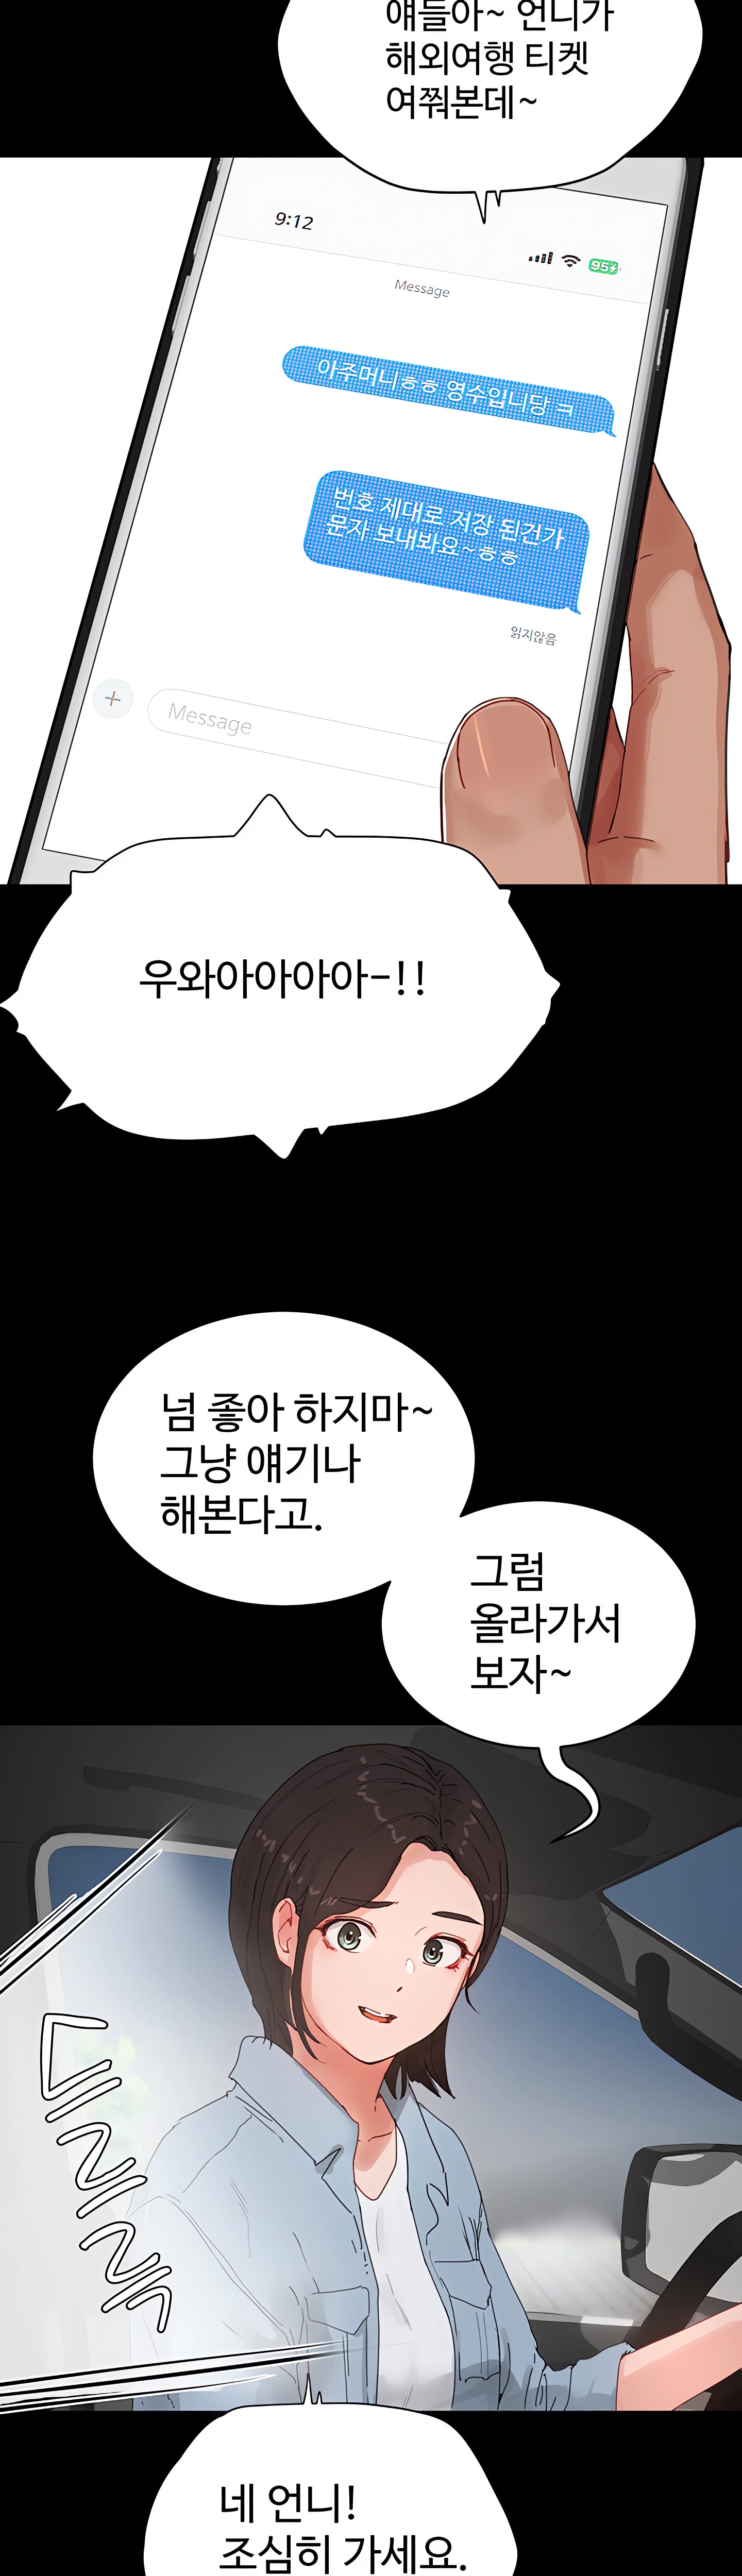 얘들아~ 언니가
해외여행 티켓
여쭤본데~
9:12
95
Message
아주머니ㅎㅎ 영수입니당 ㅋ
번호 제대로 저장 된건가
문자 보내봐요~ㅎㅎ
읽지않음
+
Message
우와아아아아-!!
넘 좋아 하지마~
그냥 얘기나
해본다고.
그럼
올라가서
보자~
드르륵
네 언니!
조심히 가세요.